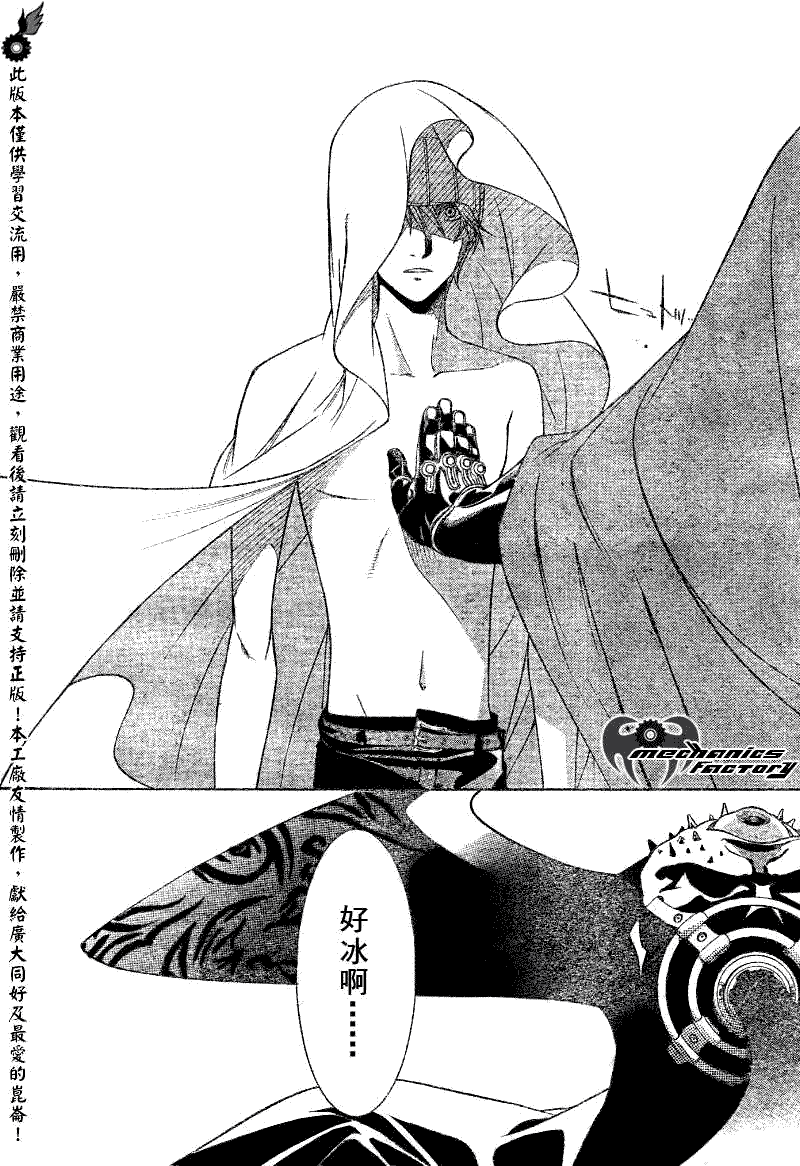 此版本僅供學習交流用，嚴禁商業用途，觀看後請立刻刪除並請支持正版！本工廠友情製作，獻給廣大同好及最愛的崑崙！
ヒタ…
mechanics
Factory
好冰啊……